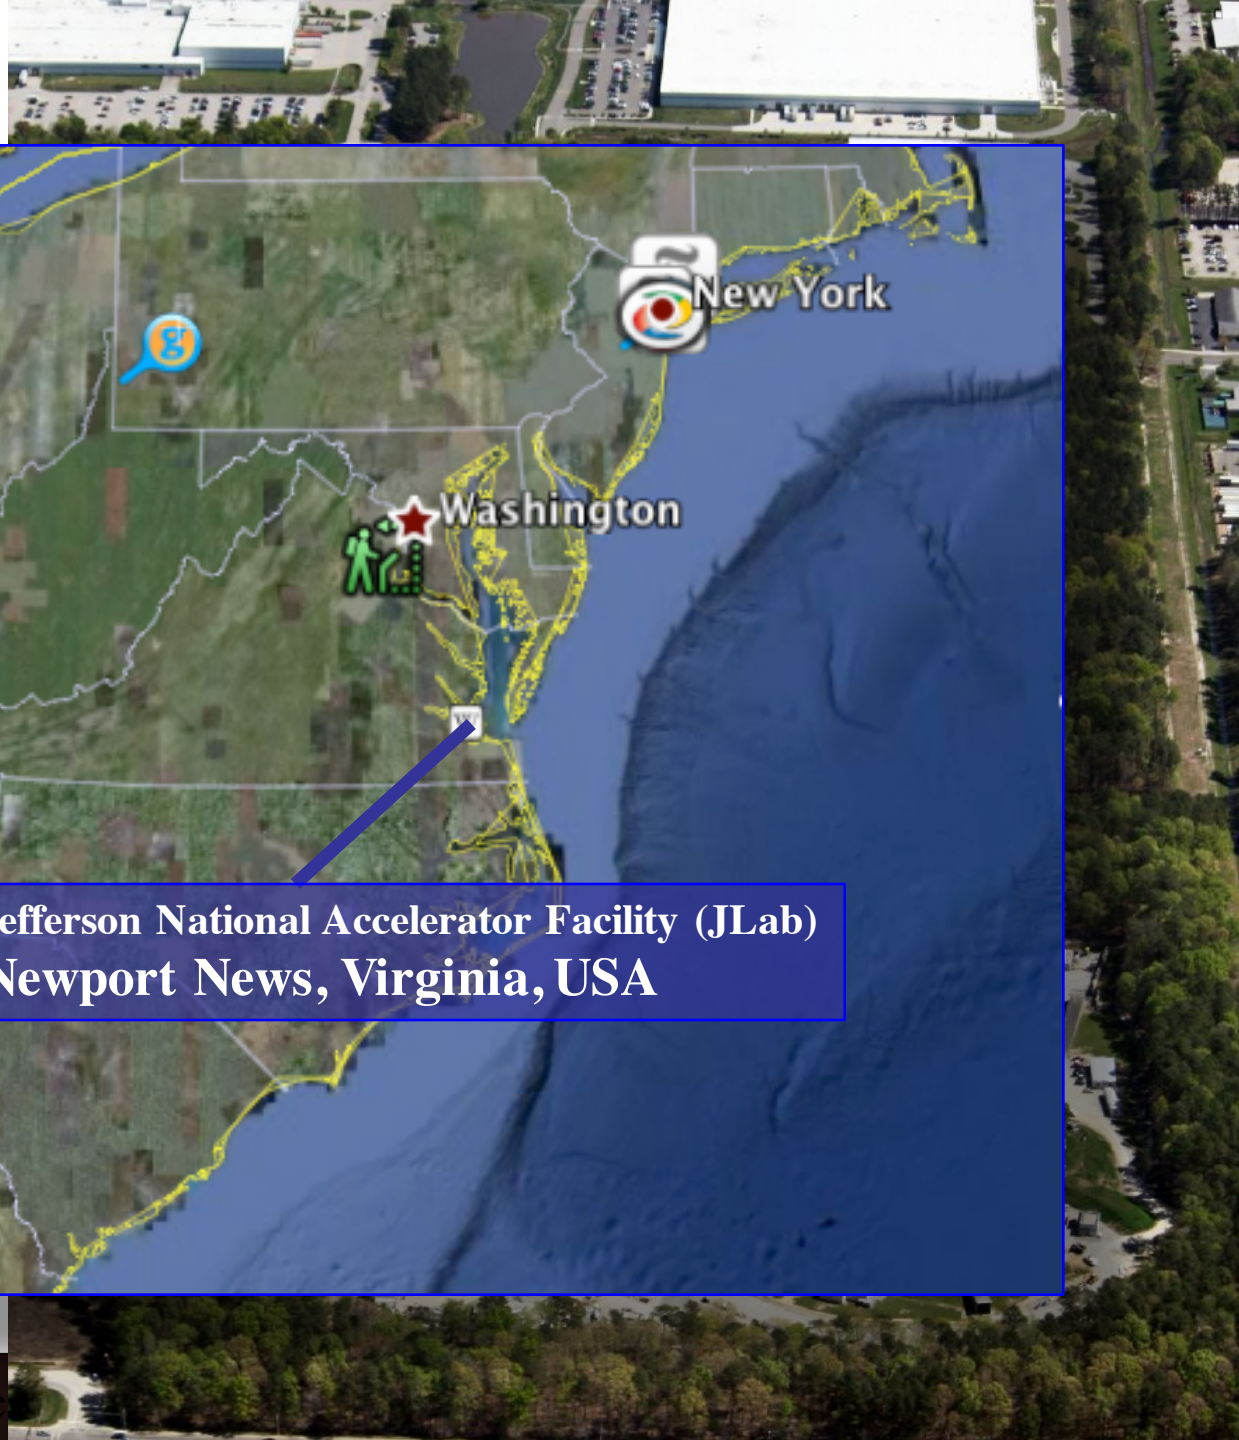 New York
g
Washington
efferson National Accelerator Facility (JLab)
Newport News, Virginia, USA